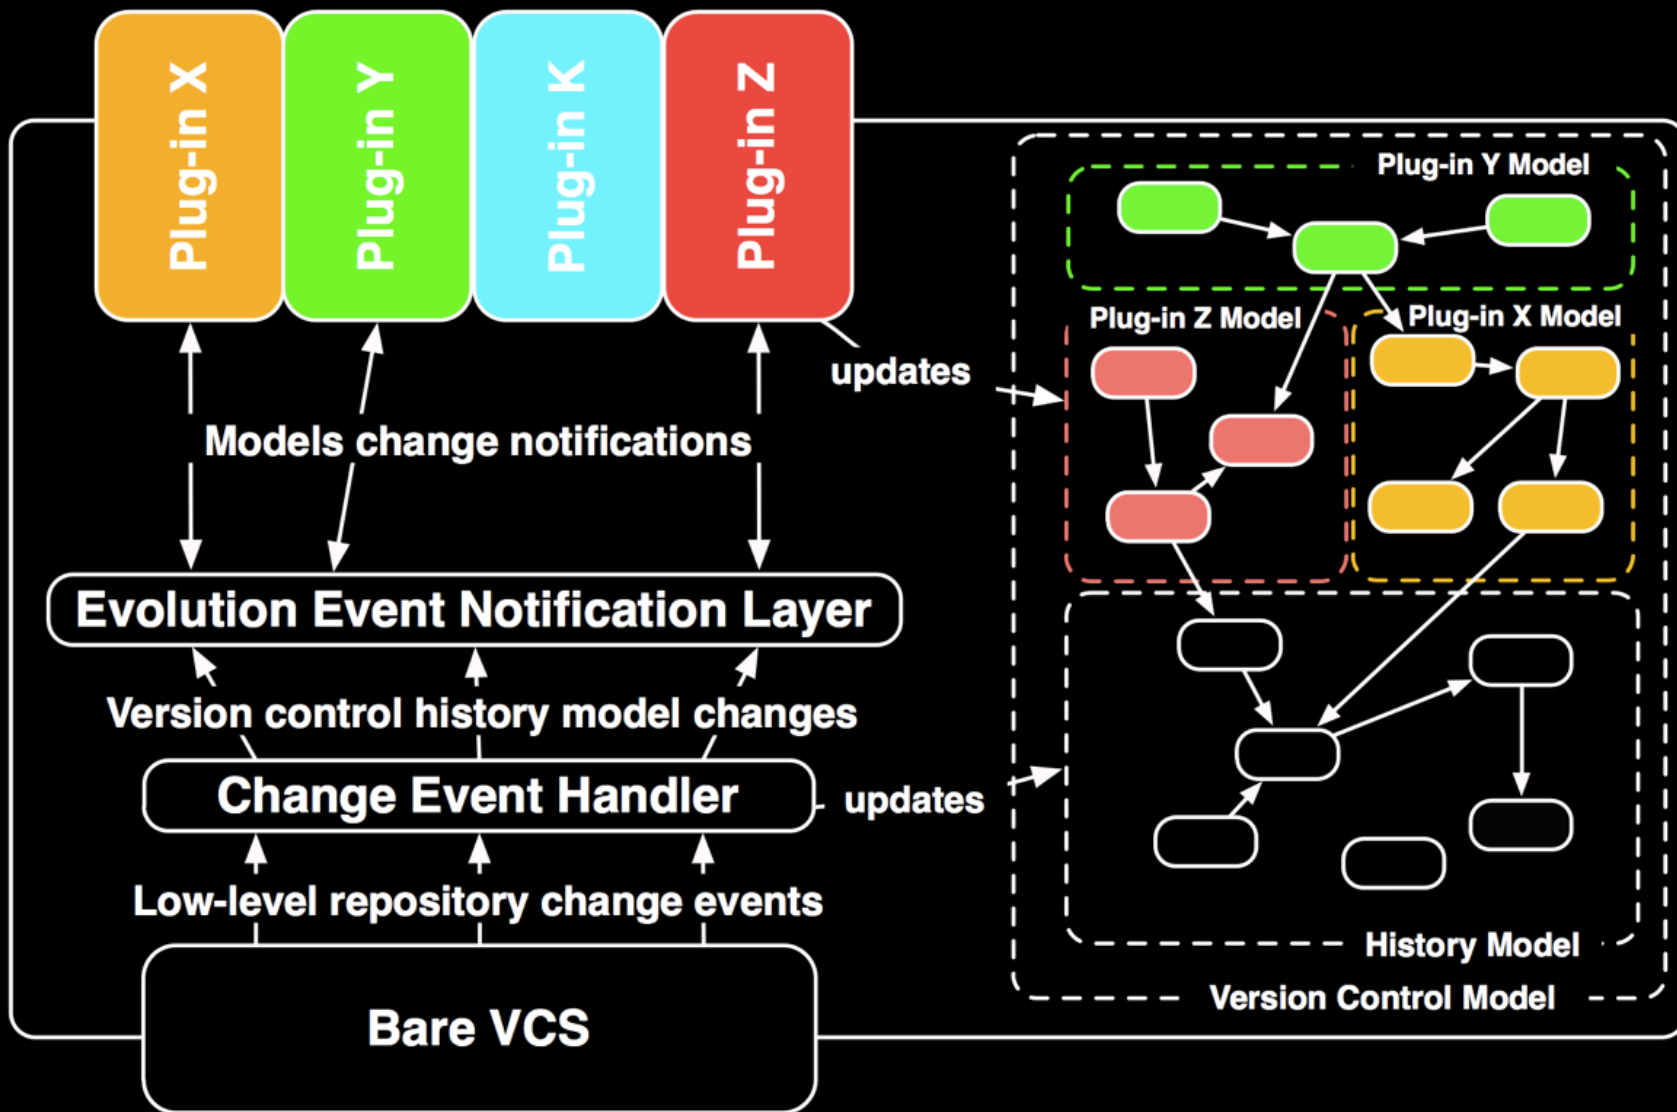 Plug-in X
Plug-in Y
Plug-in K
Plug-in Z
updates
Models change notifications
Evolution Event Notification Layer
Version control history model changes
Change Event Handler
updates
Low-level repository change events
Bare VCS
Plug-in Y Model
Plug-in Z Model
Plug-in X Model
History Model
Version Control Model